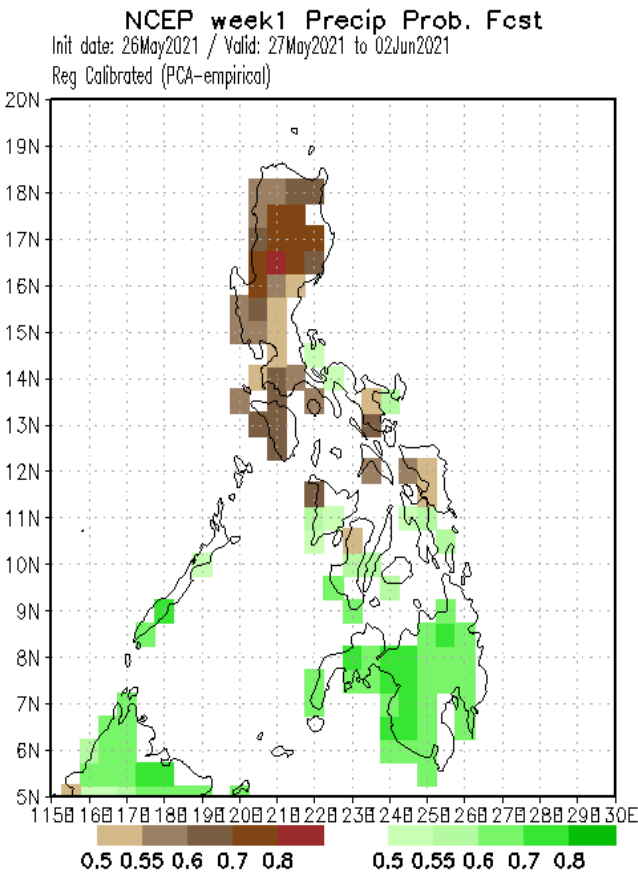 NCEP week1 Precip Prob. Fcst
Init date: 26May2021 / Valid: 27May2021 to 02Jun2021
Reg Calibrated (PCA-empirical)
20N
19N
18N
17N
16N
15N
14N
13N
12N
11N
10N
9N
8N
7N
6N
5N
115E 116E 117E 118E 119E 120E 121E 122E 123E 124E 125E 126E 127E 128E 129E 130E
0.5 0.55 0.6 0.7 0.8 0.5 0.55 0.6 0.7 0.8